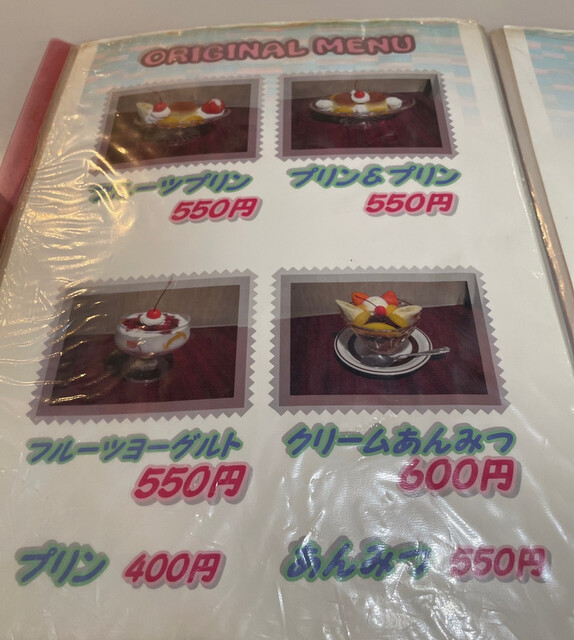 ORIGINAL MENU
フルーツプリン
550円
プリン&プリン
550円
フルーツヨーグルト
550円
クリームあんみつ
600円
プリン 400円
あんみつ 550円